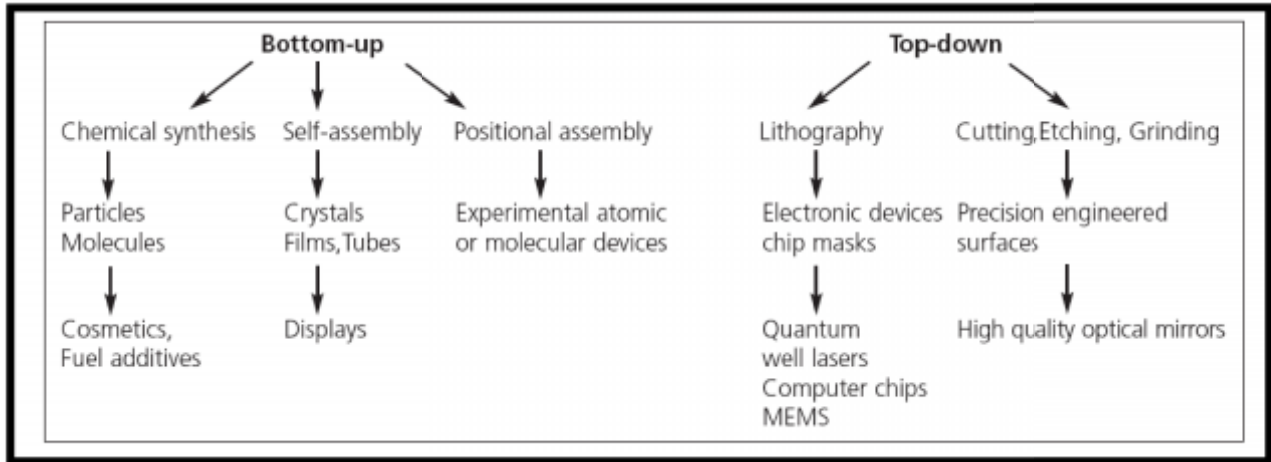 Bottom-up
Top-down
Chemical synthesis
Self-assembly
Positional assembly
Lithography
Cutting,Etching, Grinding
Particles
Molecules
Crystals
Films,Tubes
Experimental atomic
or molecular devices
Electronic devices
chip masks
Precision engineered
surfaces
Cosmetics,
Fuel additives
Displays
Quantum
well lasers
Computer chips
MEMS
High quality optical mirrors